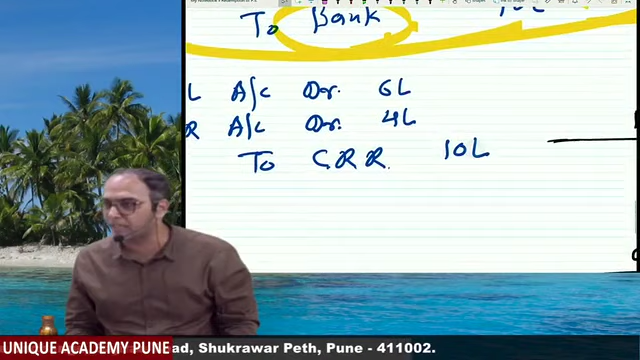 To Bank
L A/c Dr. 6L
R A/c Dr. 4L
To CRR. 10L
UNIQUE ACADEMY PUNE ad, Shukrawar Peth, Pune - 411002.